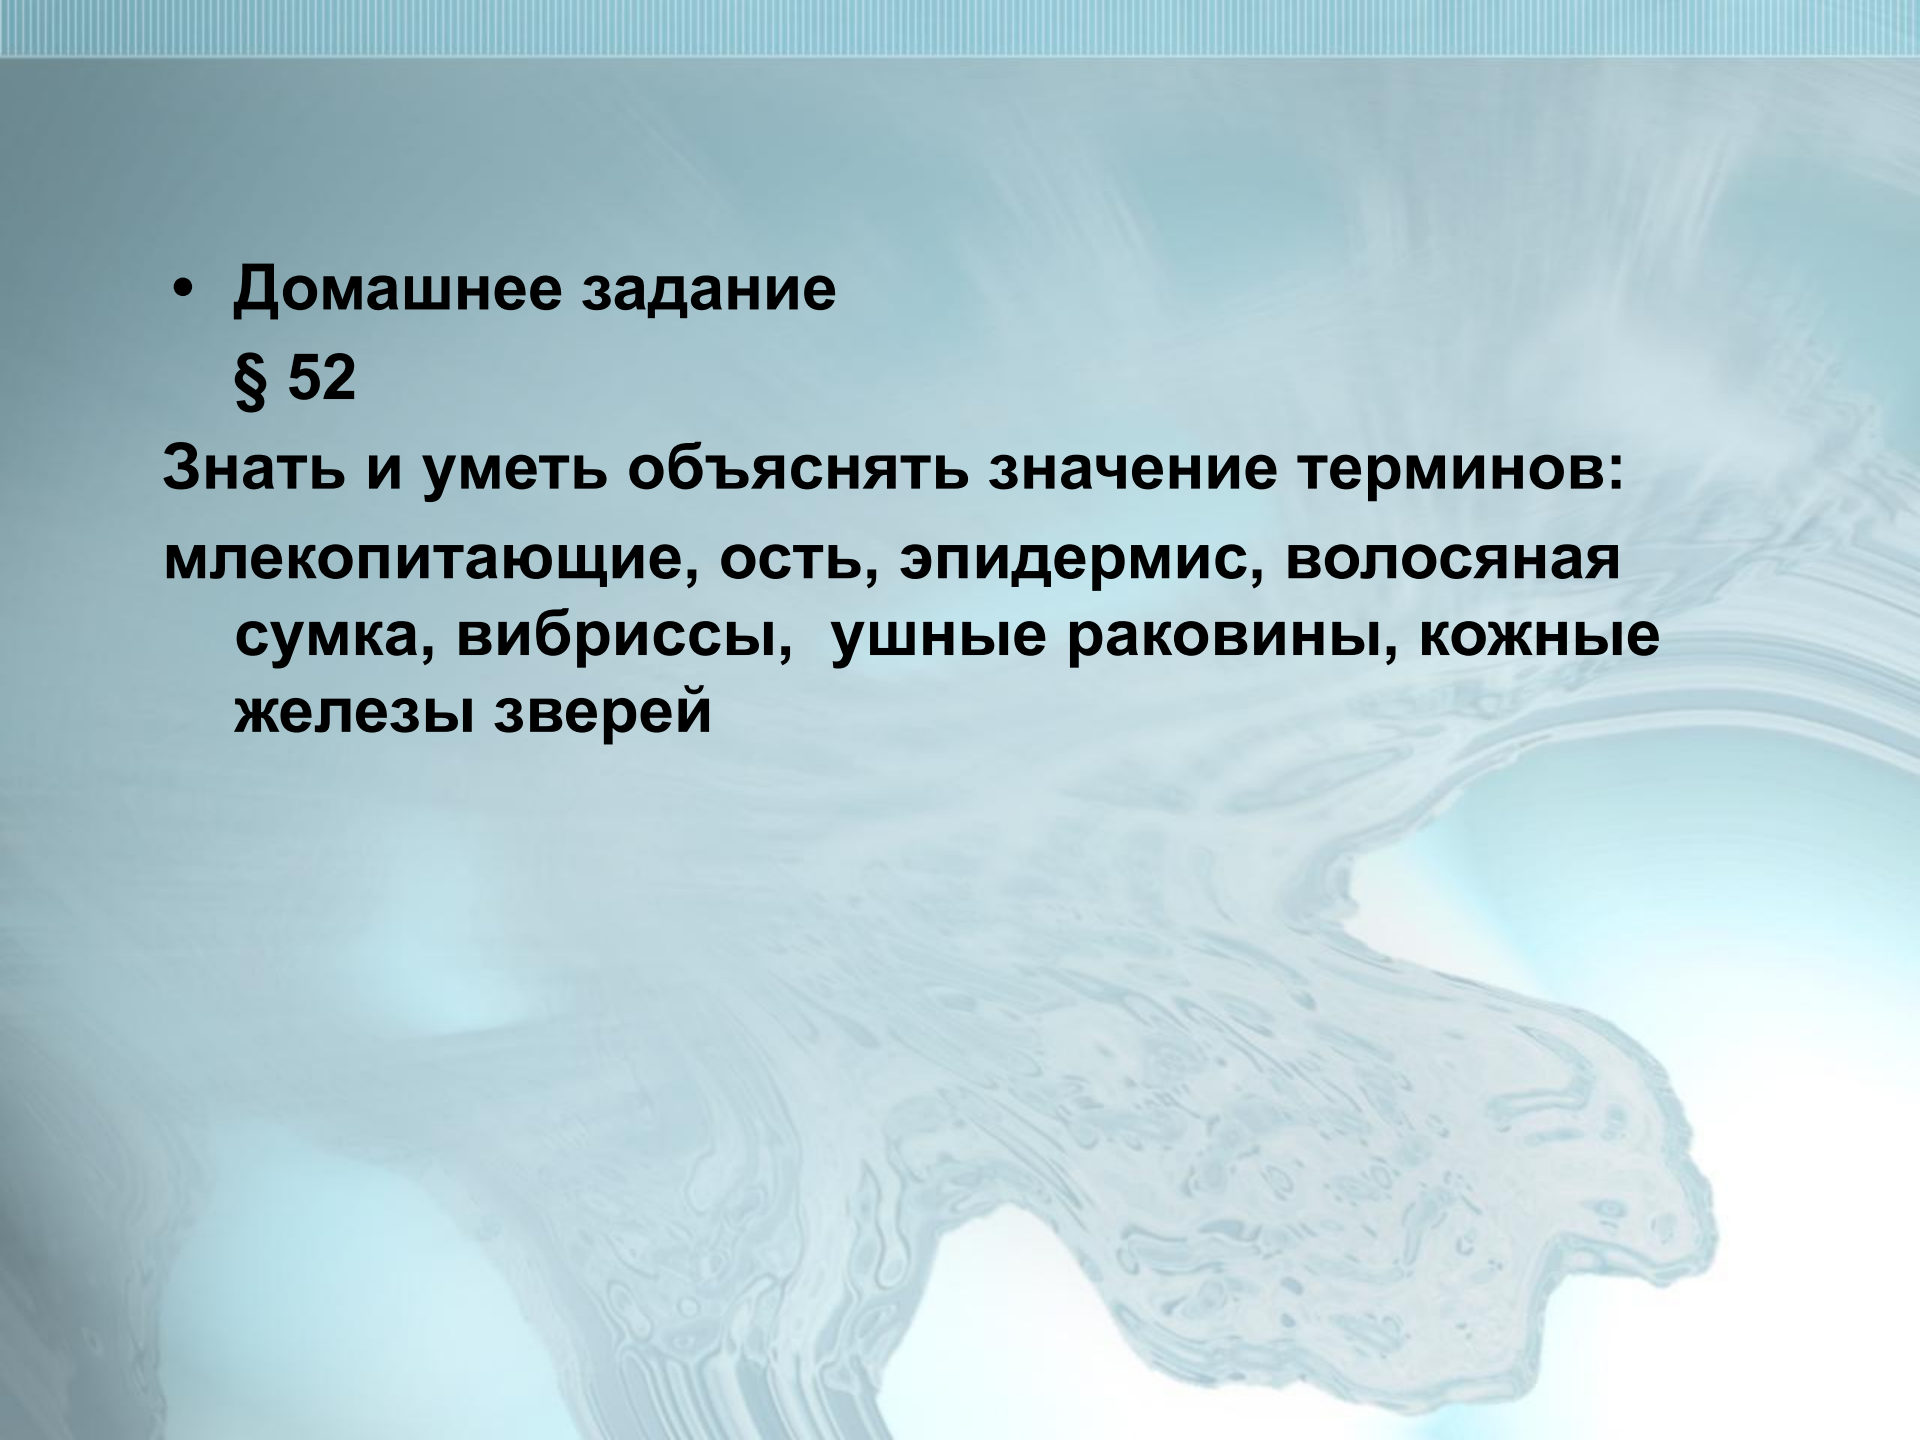 • Домашнее задание
§ 52
Знать и уметь объяснять значение терминов:
млекопитающие, ость, эпидермис, волосяная
сумка, вибриссы, ушные раковины, кожные
железы зверей